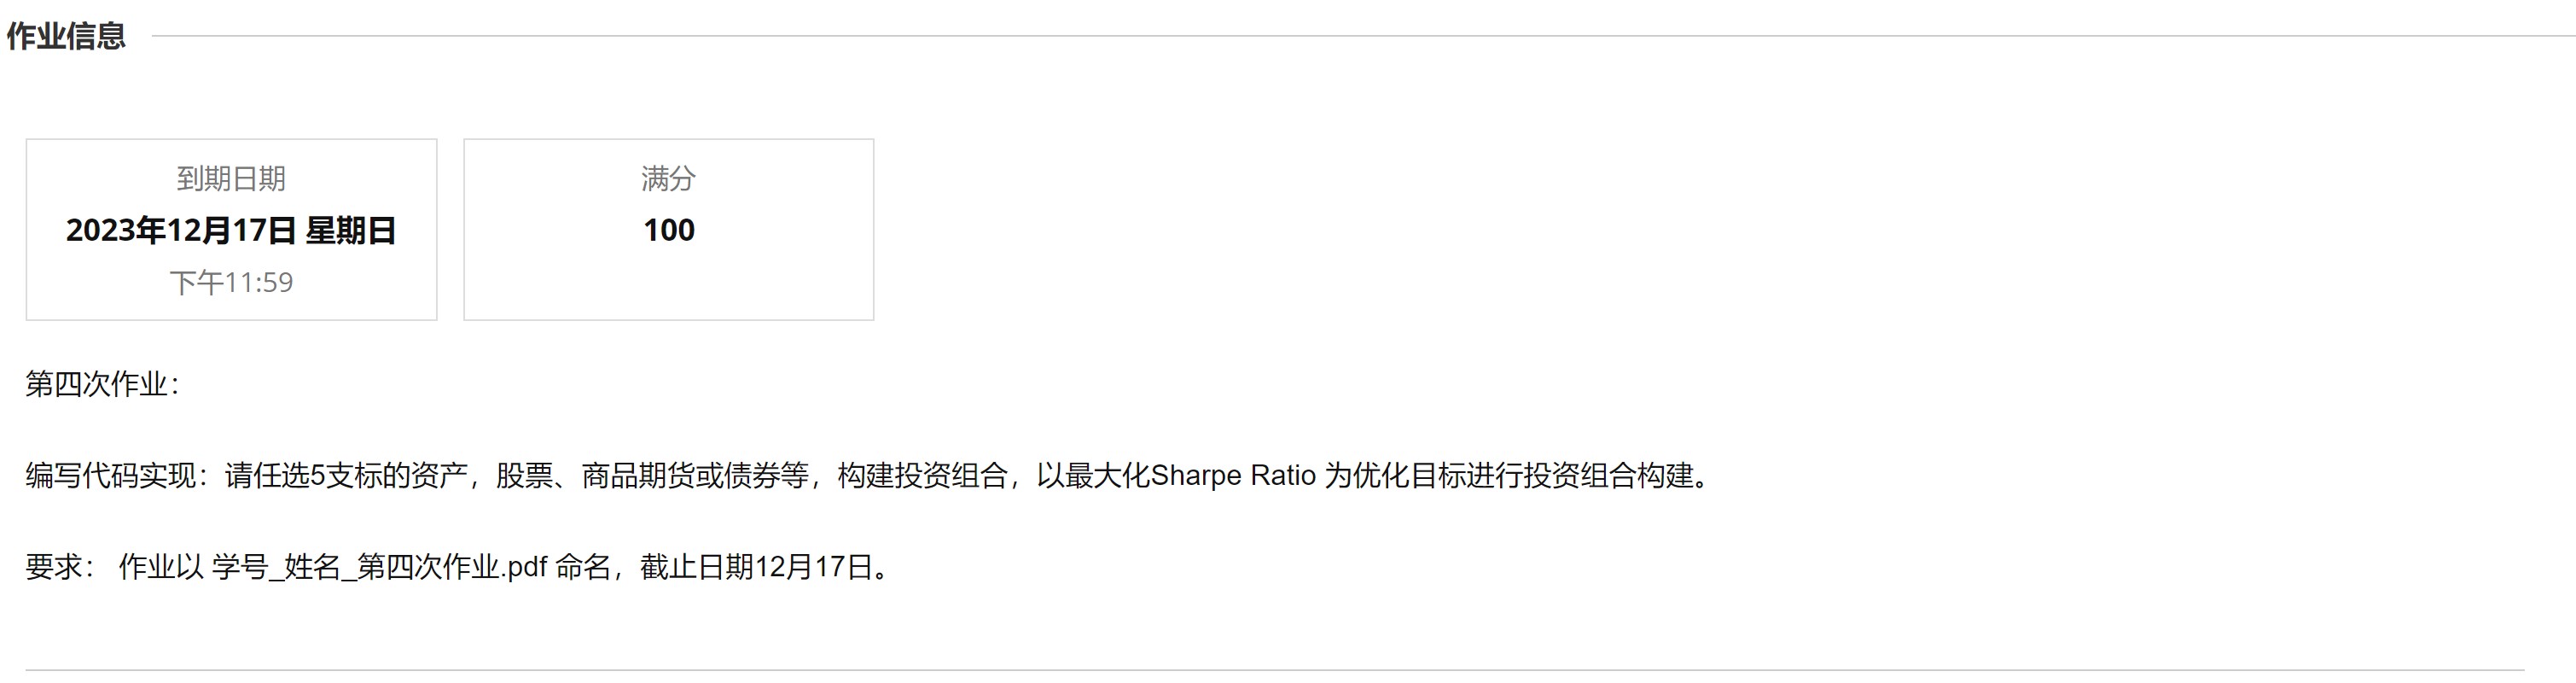 作业信息
到期日期
2023年12月17日 星期日
下午11:59
满分
100
第四次作业：
编写代码实现：请任选5支标的资产，股票、商品期货或债券等，构建投资组合，以最大化Sharpe Ratio 为优化目标进行投资组合构建。
要求： 作业以 学号_姓名_第四次作业.pdf 命名，截止日期12月17日。